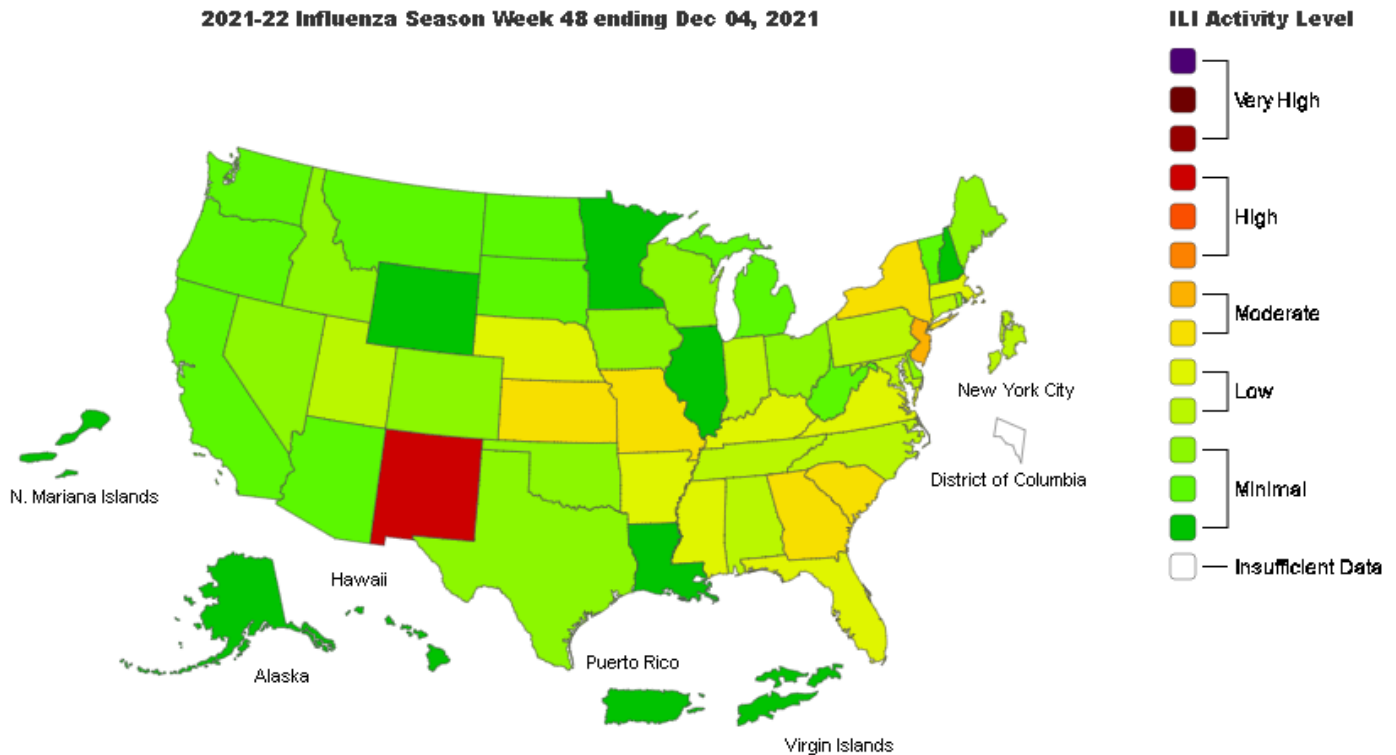 2021-22 Influenza Season Week 48 ending Dec 04, 2021
ILI Activity Level
Very High
High
Moderate
Low
Minimal
Insufficient Data
New York City
District of Columbia
N. Mariana Islands
Hawaii
Alaska
Puerto Rico
Virgin Islands